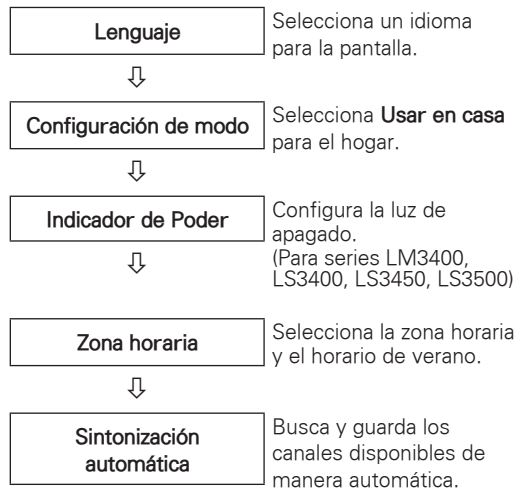 Lenguaje
Selecciona un idioma
para la pantalla.
Configuración de modo
Selecciona Usar en casa
para el hogar.
Indicador de Poder
Configura la luz de
apagado.
(Para series LM3400,
LS3400, LS3450, LS3500)
Zona horaria
Selecciona la zona horaria
y el horario de verano.
Sintonización
automática
Busca y guarda los
canales disponibles de
manera automática.